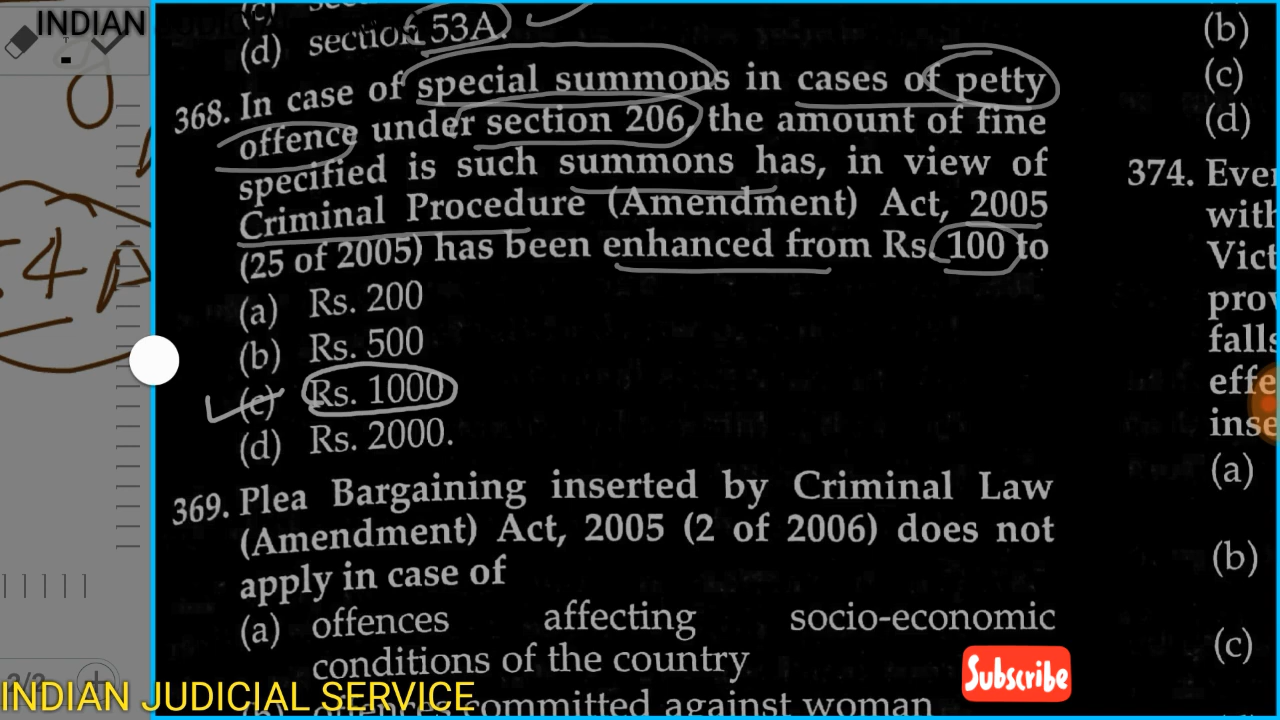 INDIAN
(d) section 53A.
368. In case of special summons in cases of petty
offence under section 206, the amount of fine
specified is such summons has, in view of
Criminal Procedure (Amendment) Act, 2005
(25 of 2005) has been enhanced from Rs. 100 to
(a) Rs. 200
(b) Rs. 500
(c) Rs. 1000
(d) Rs. 2000.
369. Plea Bargaining inserted by Criminal Law
(Amendment) Act, 2005 (2 of 2006) does not
apply in case of
(a) offences affecting socio-economic
conditions of the country
(b) offences committed against woman
(b)
(c)
(d)
374. Ever
with
Vict
prov
falls
effe
inse
(a)
(b)
(c)
Subscribe
INDIAN JUDICIAL SERVICE